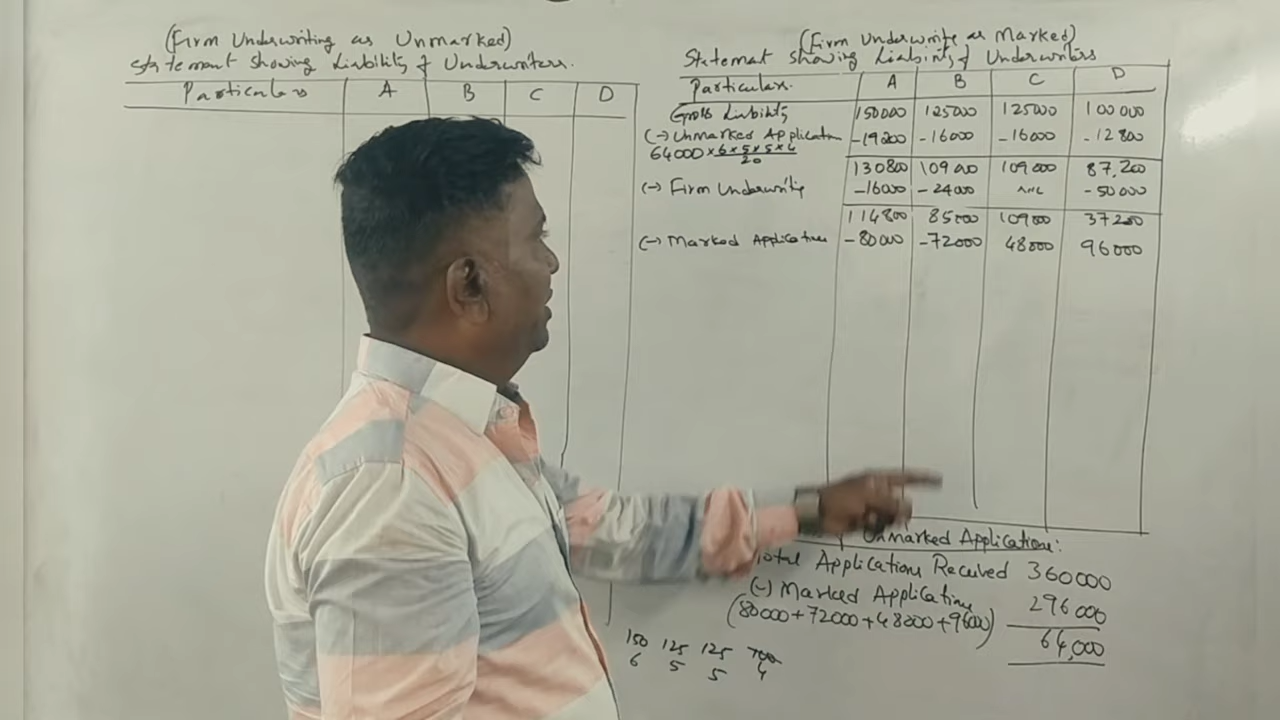 (Firm Underwriting as Unmarked)
Statement Showing Liability of Underwriters.
Particulars A B C D
(Firm Underwrite as Marked)
Statement Showing Liability of Underwriters
Particulars. A B C D
Gross Liability 150000 125000 125000 100000
(-) Unmarked Application -19200 -16000 -16000 -12800
64000 × 6×5×5×4
20
130800 109000 109000 87,200
(-) Firm Underwritig -16000 -24000 -50000
114800 85000 109000 37200
(-) Marked Applications -80000 -72000 48000 96000
Unmarked Applications:
Total Applications Received 360000
(-) Marked Applications 296000
(80000+72000+48000+9600)
64,000
150 125 125 100
6 5 5 4